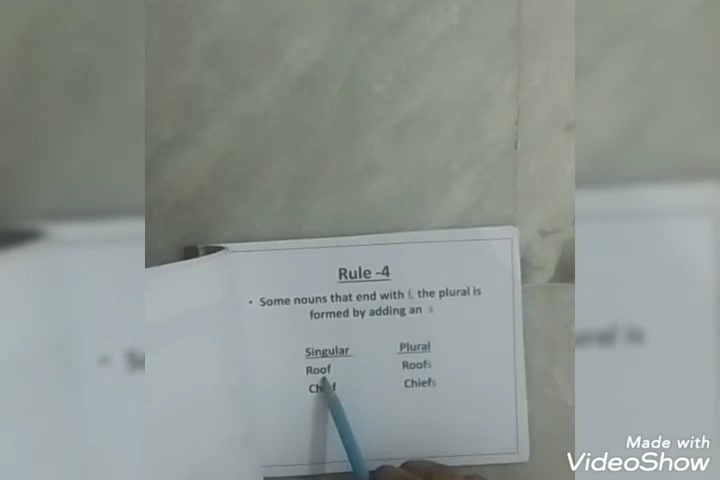 Rule -4
• Some nouns that end with f, the plural is
formed by adding an s
Singular Plural
Roof Roofs
Chief Chiefs
Made with
VideoShow